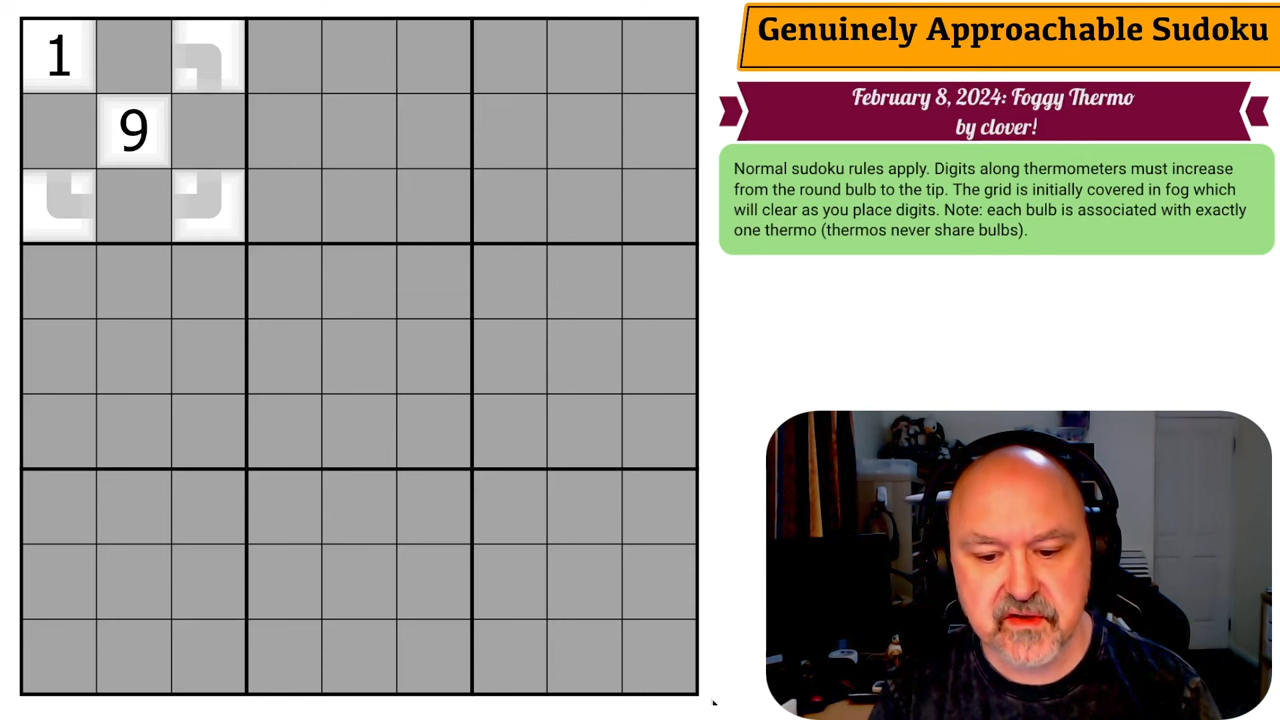 1
9
Genuinely Approachable Sudoku
February 8, 2024: Foggy Thermo
by clover!
Normal sudoku rules apply. Digits along thermometers must increase
from the round bulb to the tip. The grid is initially covered in fog which
will clear as you place digits. Note: each bulb is associated with exactly
one thermo (thermos never share bulbs).